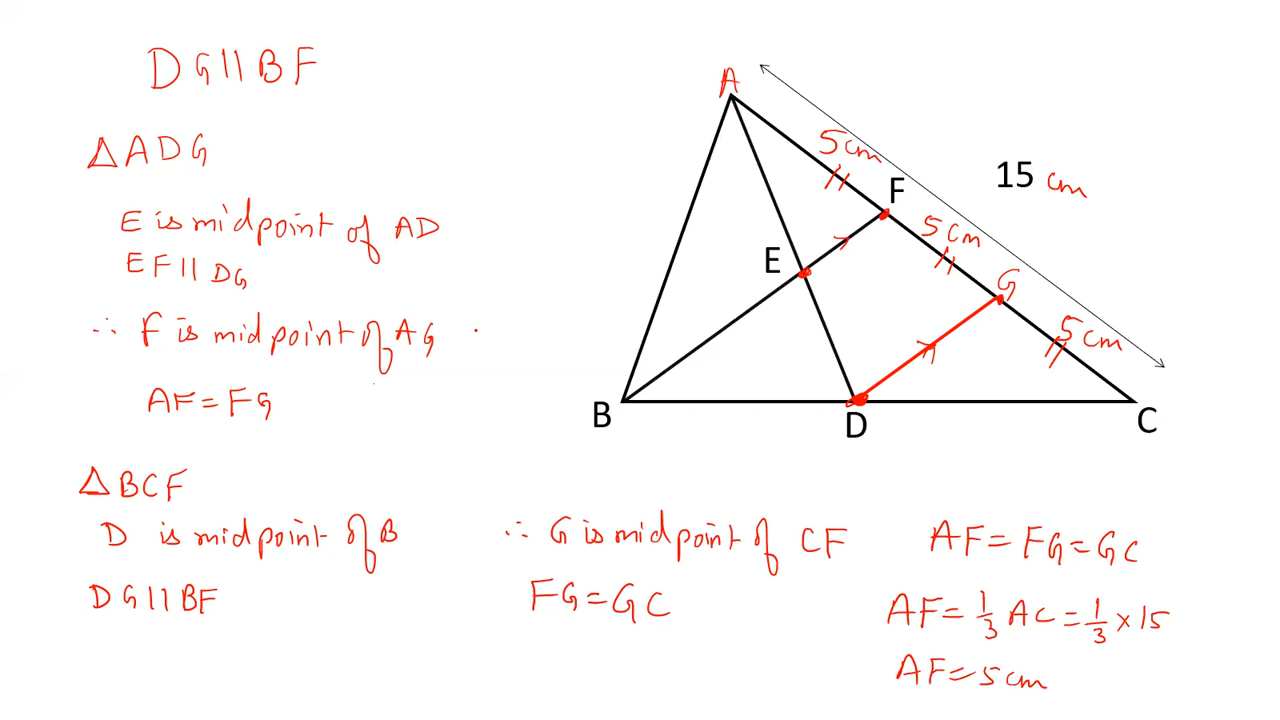 DG||BF
△ADG
E is midpoint of AD
EF||DG
∴ F is midpoint of AG
AF=FG
△BCF
D is midpoint of B
DG||BF
∴ G is midpoint of CF
FG=GC
AF=FG=GC
AF=1/3 AC=1/3×15
AF=5cm
A
5cm
15 cm
F
5cm
E
G
5cm
B
D
C